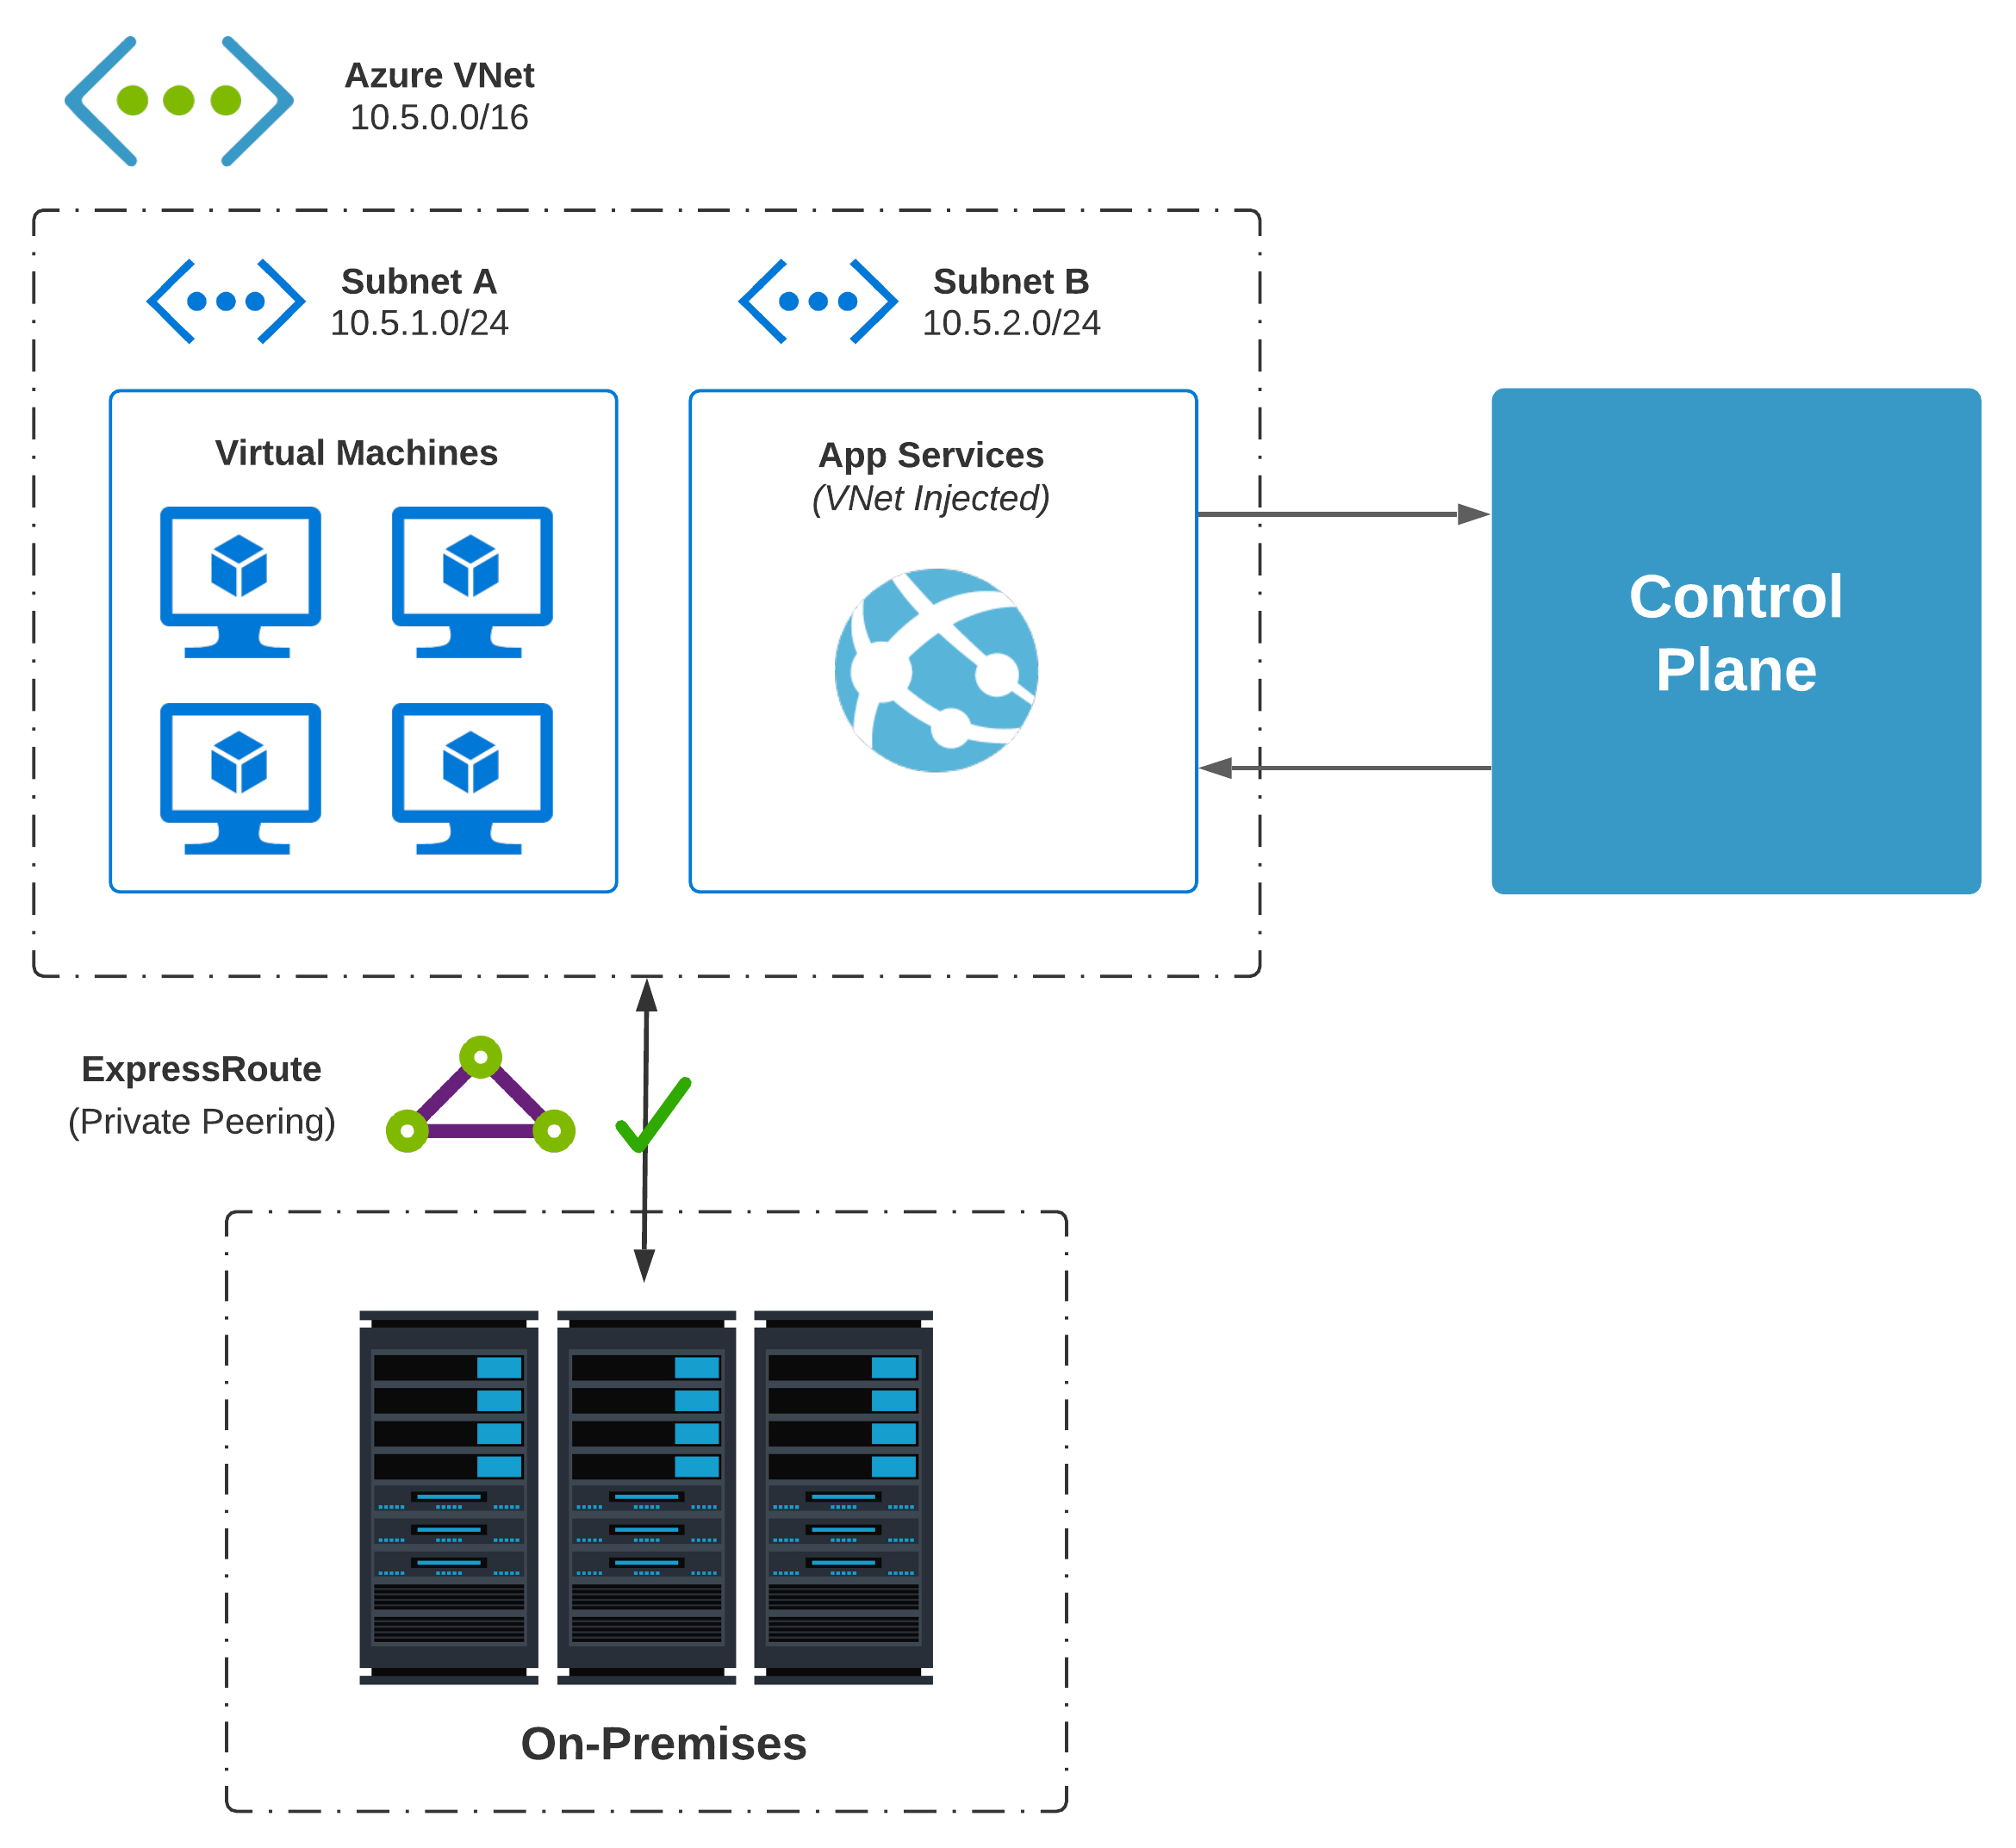 Azure VNet
10.5.0.0/16
Subnet A
10.5.1.0/24
Subnet B
10.5.2.0/24
Virtual Machines
App Services
(VNet Injected)
Control
Plane
ExpressRoute
(Private Peering)
On-Premises